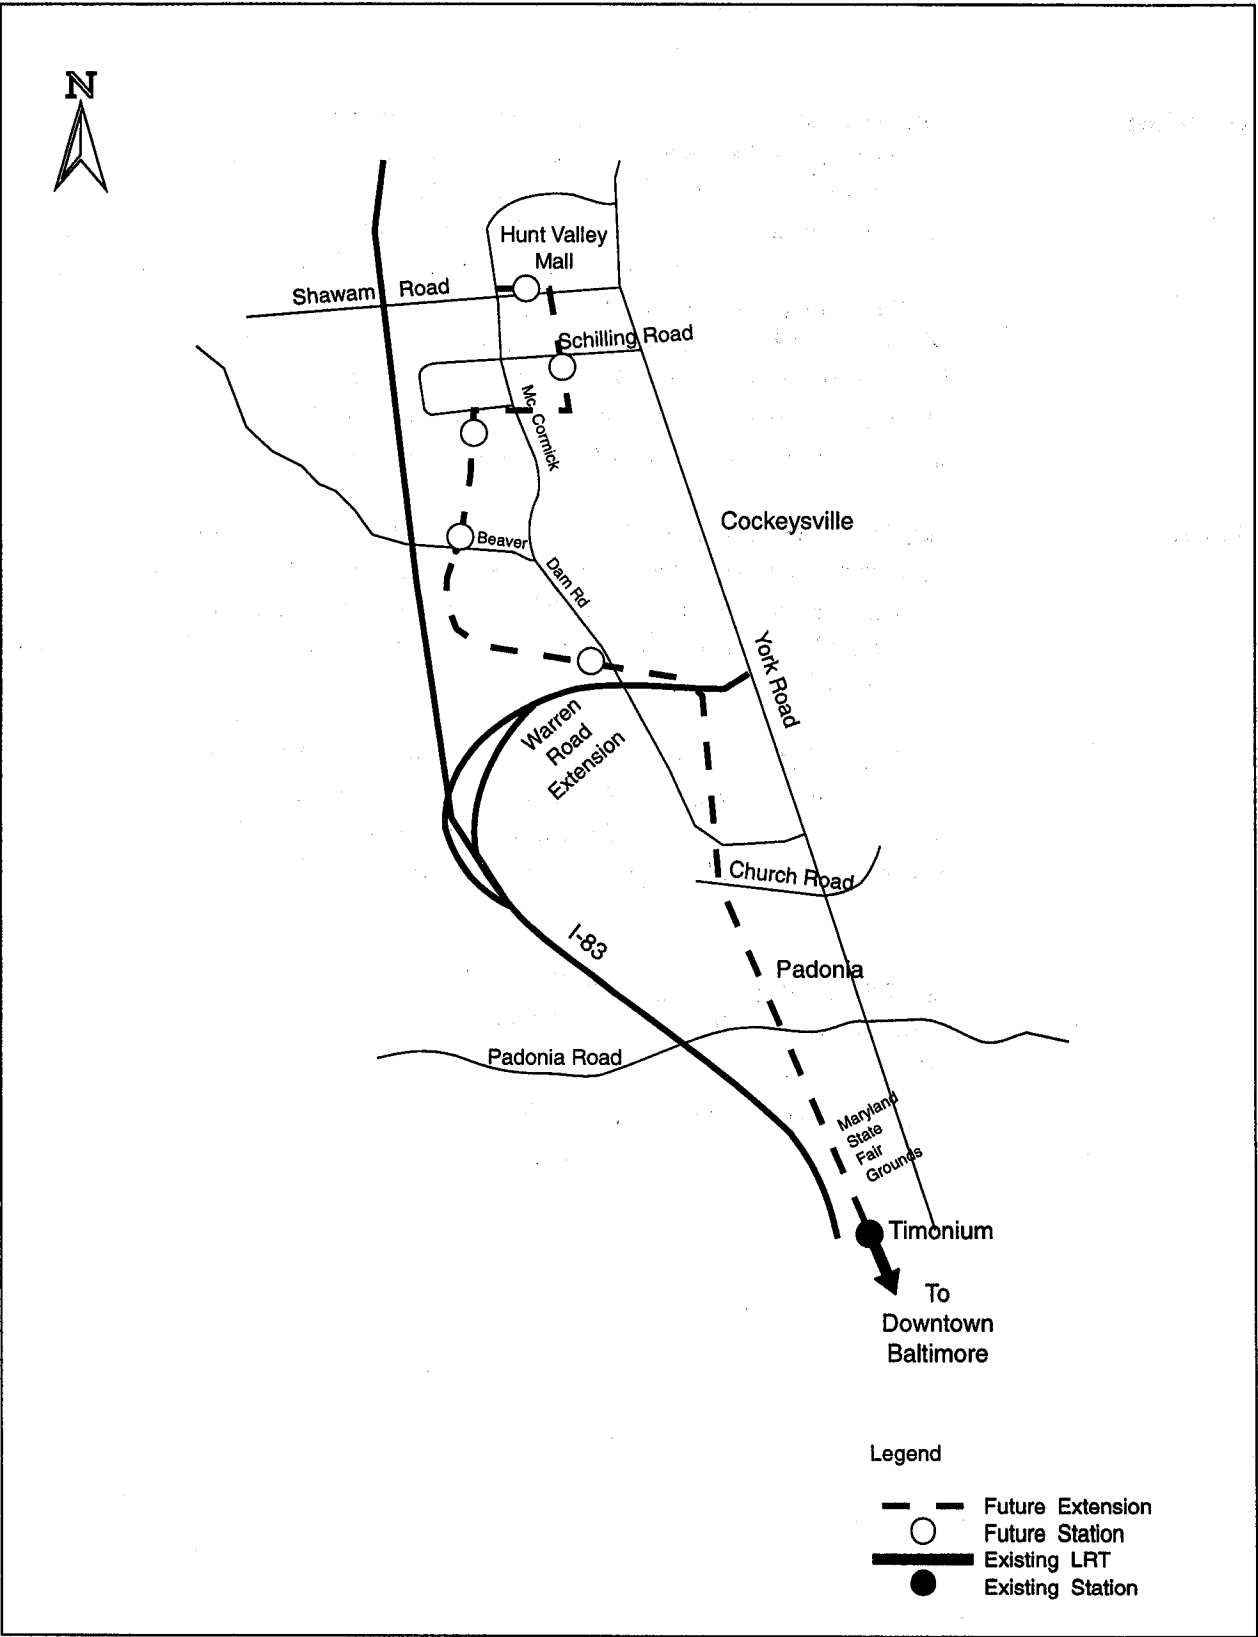 N
Hunt Valley
Mall
Shawam Road
Schilling Road
Mc Cormick
Cockeysville
Beaver
Dam Rd
York Road
Warren
Road
Extension
Church Road
I-83
Padonia
Padonia Road
Maryland
State
Fair
Grounds
Timonium
To
Downtown
Baltimore
Legend
Future Extension
Future Station
Existing LRT
Existing Station